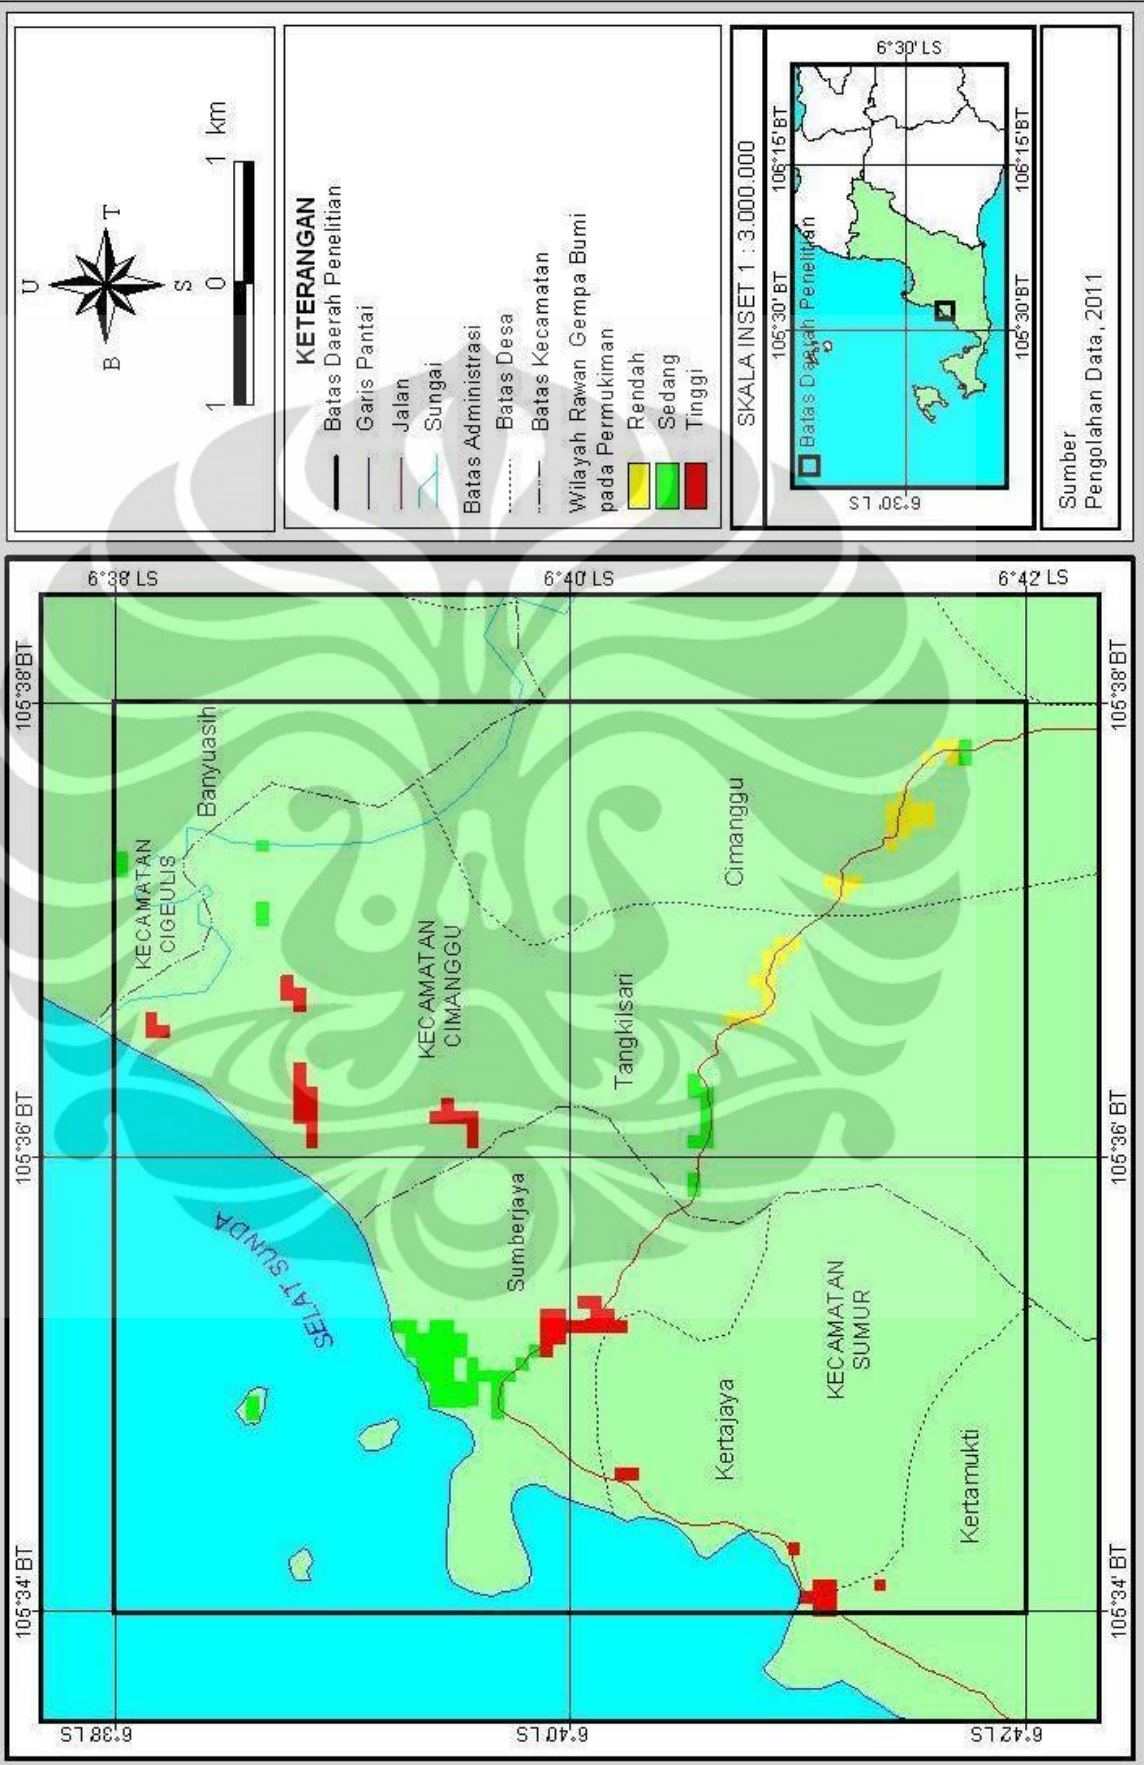 U
B
T
S
1
0
1 km
KETERANGAN
Batas Daerah Penelitian
Garis Pantai
Jalan
Sungai
Batas Administrasi
Batas Desa
Batas Kecamatan
Wilayah Rawan Gempa Bumi
pada Permukiman
Rendah
Sedang
Tinggi
SKALA INSET 1 : 3.000.000
105°30' BT
106°15' BT
6°30' LS
6°30' LS
Batas Daerah Penelitian
105°30' BT
106°15' BT
Sumber
Pengolahan Data, 2011
105°34' BT
105°36' BT
105°38' BT
6°38' LS
6°38' LS
KECAMATAN
CIGEULIS
Banyuasih
SELAT SUNDA
KECAMATAN
CIMANGGU
Sumberjaya
6°40' LS
6°40' LS
Tangkilsari
Cimanggu
Kertajaya
KECAMATAN
SUMUR
Kertamukti
6°42' LS
6°42' LS
105°34' BT
105°36' BT
105°38' BT